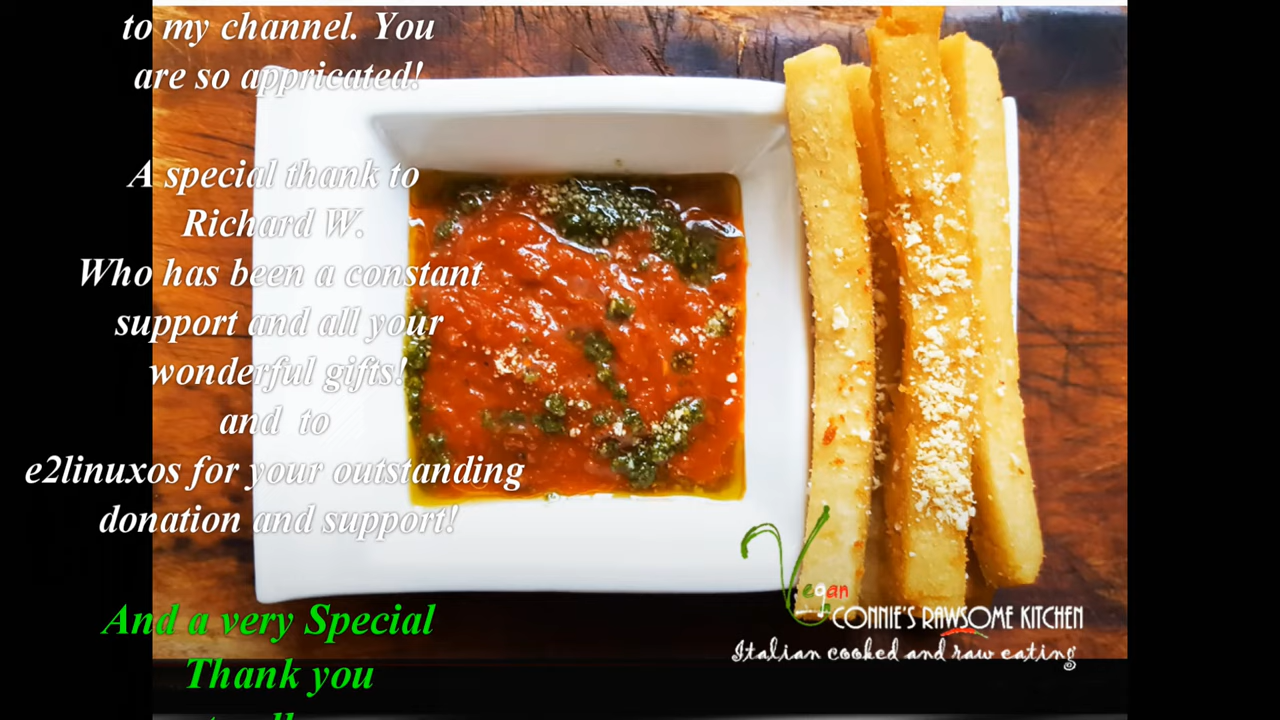 to my channel. You
are so appricated!
A special thank to
Richard W.
Who has been a constant
support and all your
wonderful gifts!
and to
e2linuxos for your outstanding
donation and support!
And a very Special
Thank you
Vegan
CONNIE'S RAWSOME KITCHEN
Italian cooked and raw eating